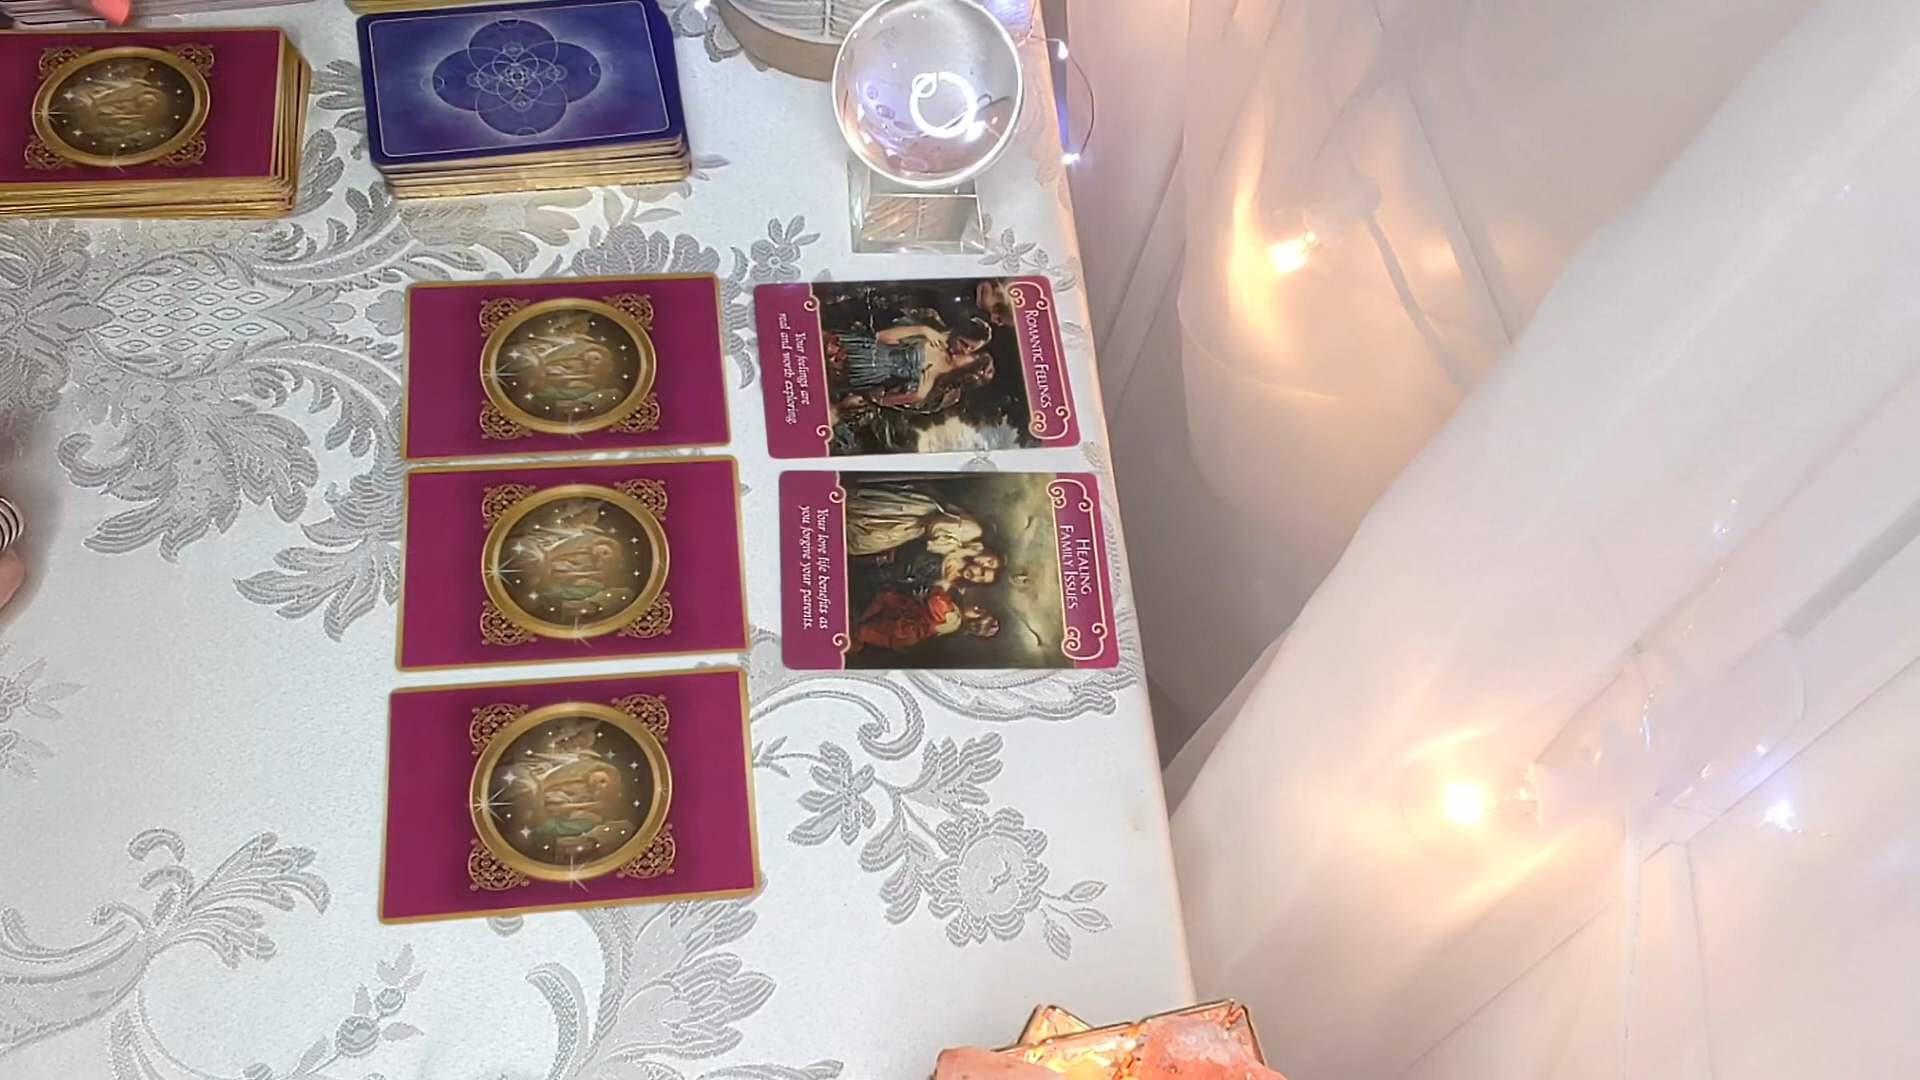 ROMANTIC FEELINGS
Your feelings are
real and worth exploring.
HEALING
FAMILY ISSUES
Your love life benefits as
you forgive your parents.